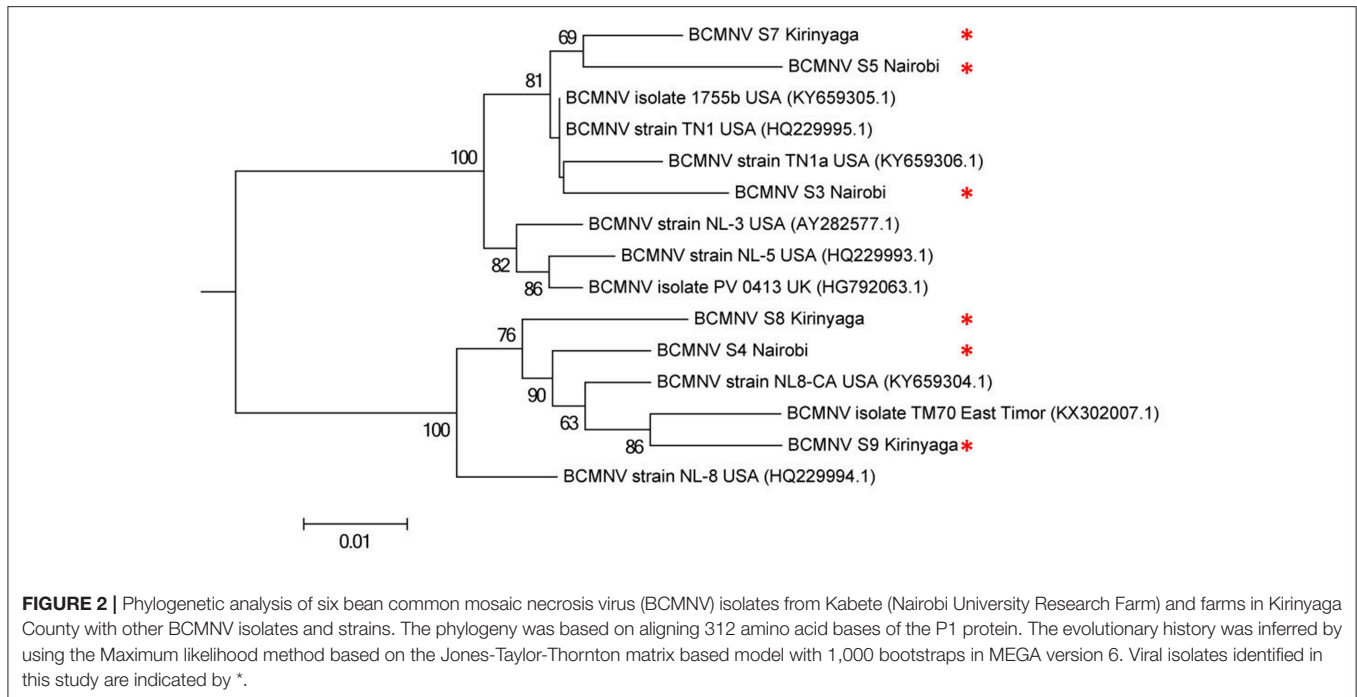 69
BCMNV S7 Kirinyaga *
BCMNV S5 Nairobi *
81
BCMNV isolate 1755b USA (KY659305.1)
BCMNV strain TN1 USA (HQ229995.1)
100
BCMNV strain TN1a USA (KY659306.1)
BCMNV S3 Nairobi *
BCMNV strain NL-3 USA (AY282577.1)
82
BCMNV strain NL-5 USA (HQ229993.1)
86
BCMNV isolate PV 0413 UK (HG792063.1)
BCMNV S8 Kirinyaga *
76
BCMNV S4 Nairobi *
90
BCMNV strain NL8-CA USA (KY659304.1)
63
BCMNV isolate TM70 East Timor (KX302007.1)
100
86
BCMNV S9 Kirinyaga *
BCMNV strain NL-8 USA (HQ229994.1)
0.01
FIGURE 2 | Phylogenetic analysis of six bean common mosaic necrosis virus (BCMNV) isolates from Kabete (Nairobi University Research Farm) and farms in Kirinyaga
County with other BCMNV isolates and strains. The phylogeny was based on aligning 312 amino acid bases of the P1 protein. The evolutionary history was inferred by
using the Maximum likelihood method based on the Jones-Taylor-Thornton matrix based model with 1,000 bootstraps in MEGA version 6. Viral isolates identified in
this study are indicated by *.